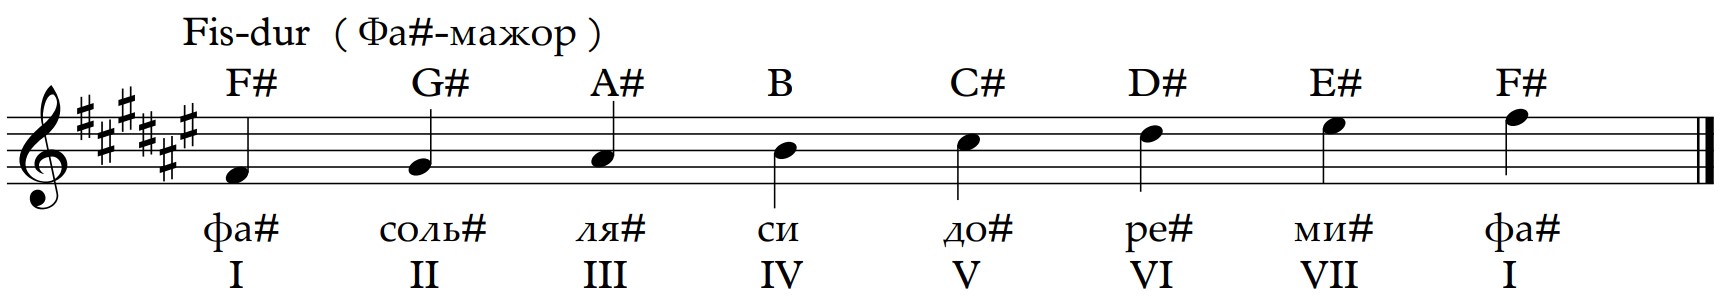 Fis-dur ( Фа#-мажор )
F# G# A# B C# D# E# F#
фа# соль# ля# си до# ре# ми# фа#
I II III IV V VI VII I